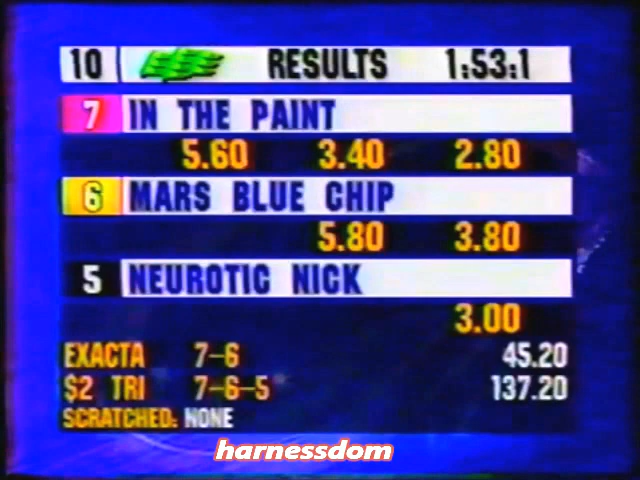 10 RESULTS 1:53:1
7 IN THE PAINT
5.60 3.40 2.80
6 MARS BLUE CHIP
5.80 3.80
5 NEUROTIC NICK
3.00
EXACTA 7-6 45.20
$2 TRI 7-6-5 137.20
SCRATCHED: NONE
harnessdom